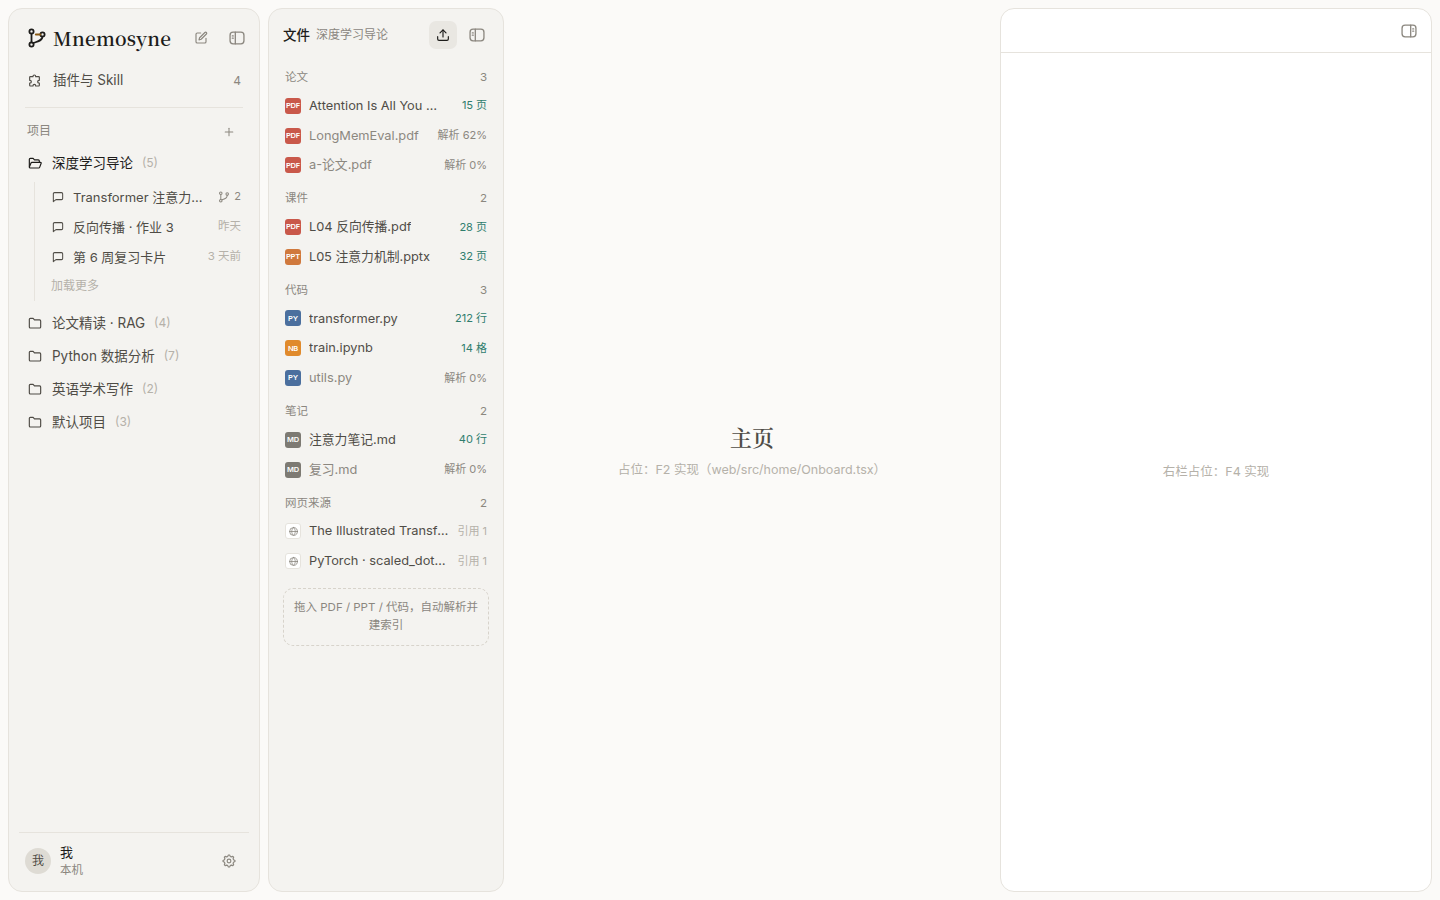 Mnemosyne
插件与 Skill 4
项目
深度学习导论 (5)
Transformer 注意力... 2
反向传播 · 作业 3 昨天
第 6 周复习卡片 3 天前
加载更多
论文精读 · RAG (4)
Python 数据分析 (7)
英语学术写作 (2)
默认项目 (3)
我 我
本机
文件 深度学习导论
论文 3
PDF Attention Is All You ... 15 页
PDF LongMemEval.pdf 解析 62%
PDF a-论文.pdf 解析 0%
课件 2
PDF L04 反向传播.pdf 28 页
PPT L05 注意力机制.pptx 32 页
代码 3
PY transformer.py 212 行
NB train.ipynb 14 格
PY utils.py 解析 0%
笔记 2
MD 注意力笔记.md 40 行
MD 复习.md 解析 0%
网页来源 2
The Illustrated Transf... 引用 1
PyTorch · scaled_dot... 引用 1
拖入 PDF / PPT / 代码，自动解析并
建索引
主页
占位：F2 实现（web/src/home/Onboard.tsx）
右栏占位：F4 实现